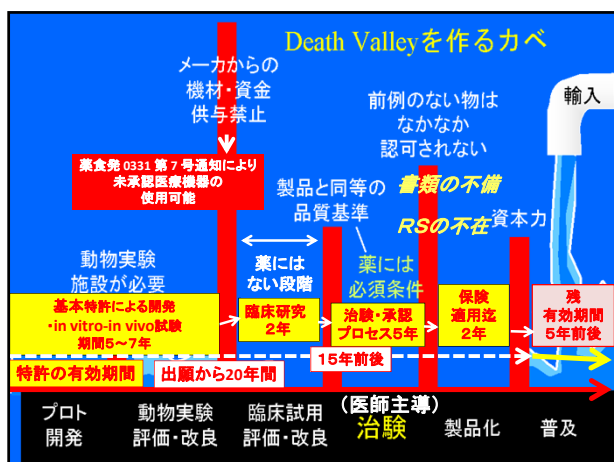 Death Valleyを作るカベ
メーカからの
機材・資金
供与禁止
輸入
前例のない物は
なかなか
認可されない
薬食発0331第7号通知により
未承認医療機器の
使用可能
製品と同等の
品質基準
書類の不備
RSの不在
資本力
動物実験
施設が必要
薬には
ない段階
薬には
必須条件
基本特許による開発
・in vitro-in vivo試験
期間5～7年
臨床研究
2年
治験・承認
プロセス5年
保険
適用迄
2年
残
有効期間
5年前後
15年前後
特許の有効期間
出願から20年間
プロト
開発
動物実験
評価・改良
臨床試用
評価・改良
(医師主導)
治験
製品化
普及